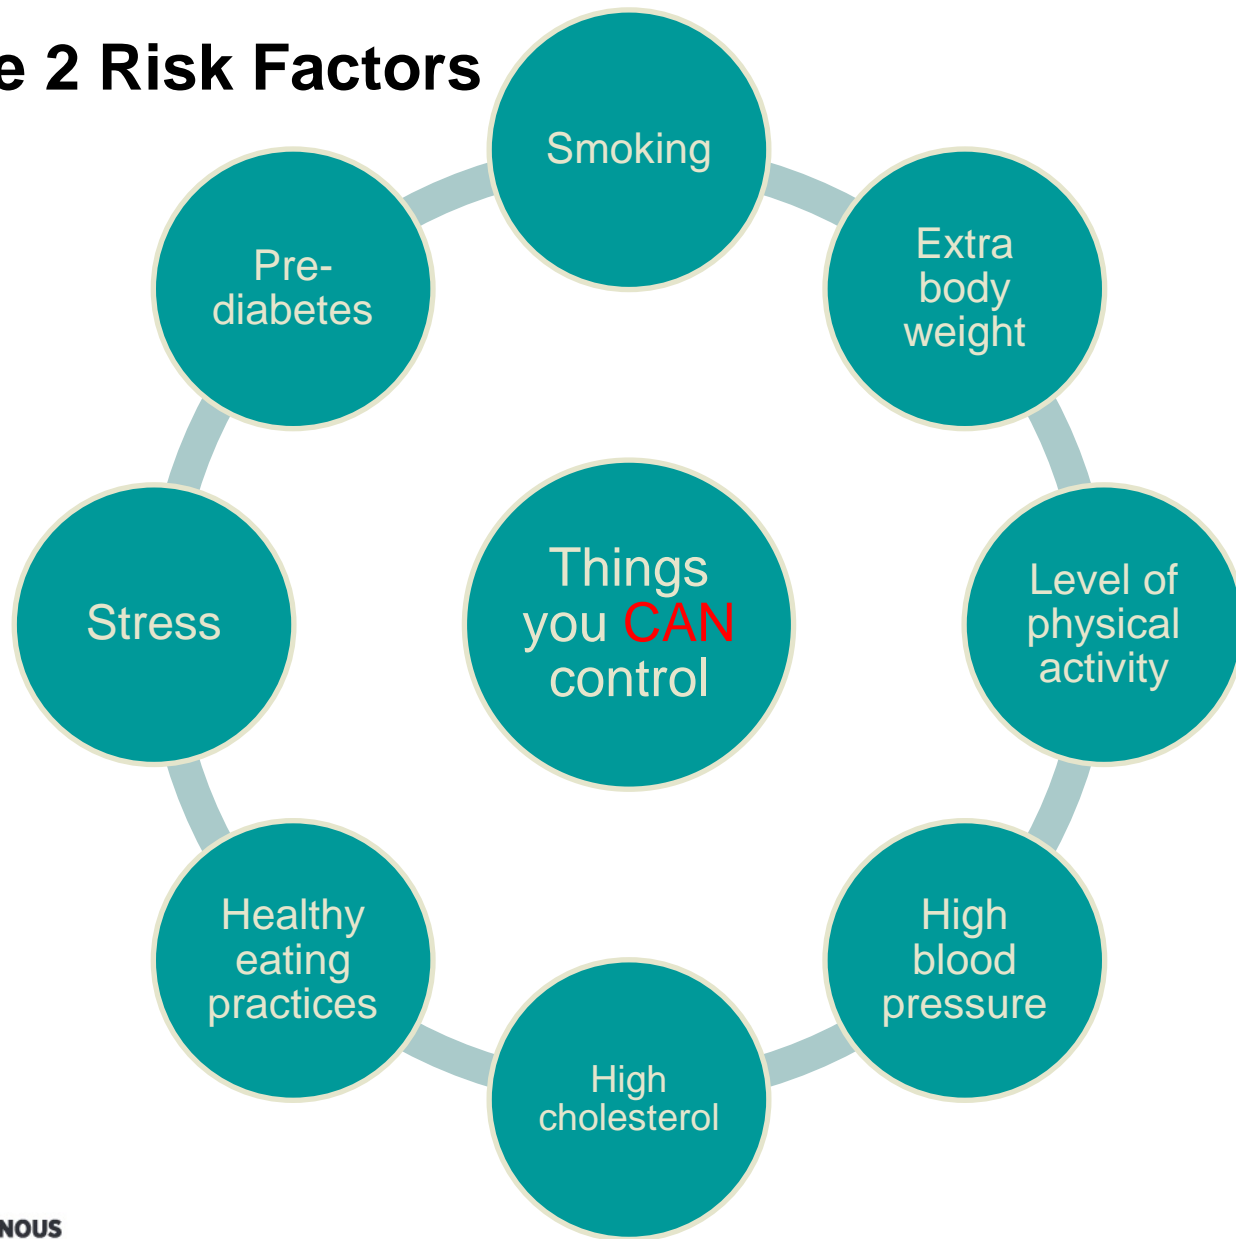 e 2 Risk Factors
Smoking
Extra
body
weight
Level of
physical
activity
High
blood
pressure
High
cholesterol
Healthy
eating
practices
Stress
Pre-
diabetes
Things
you CAN
control
NOUS